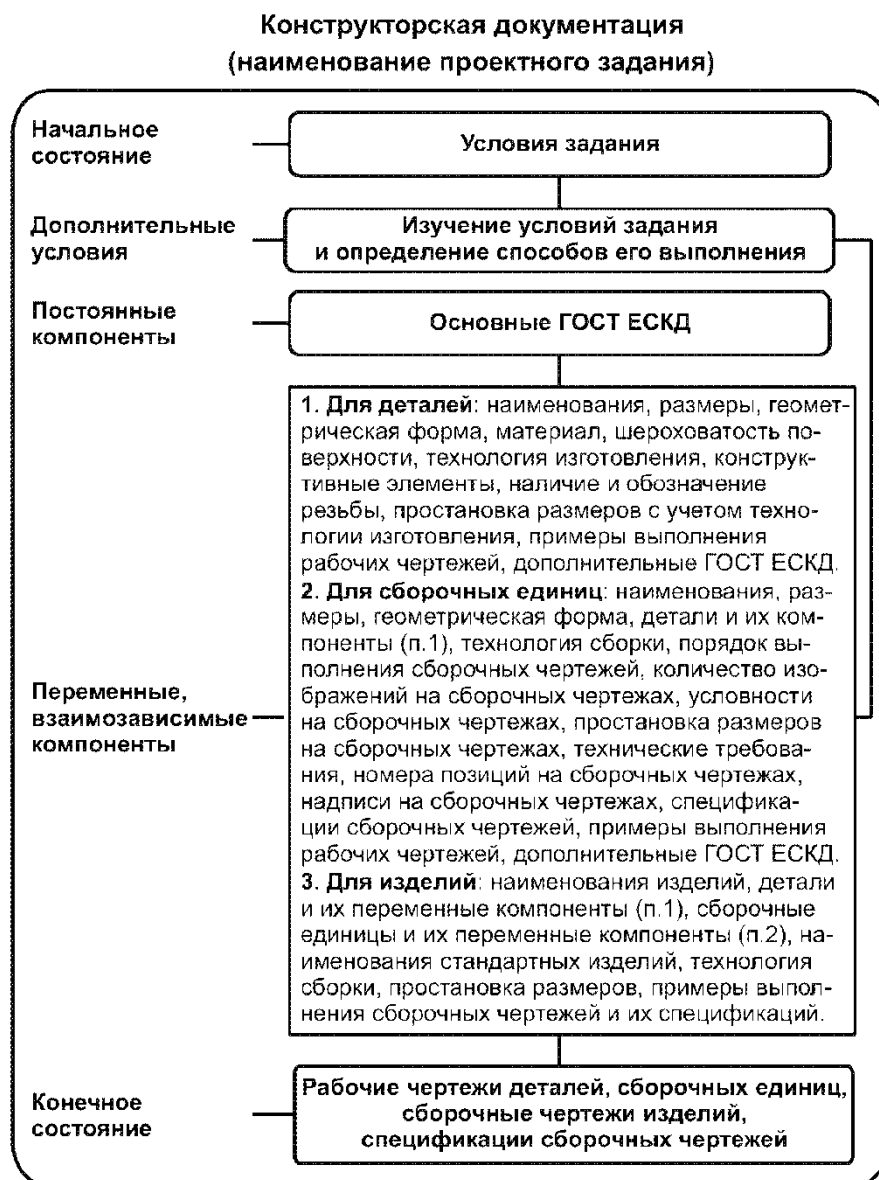 Конструкторская документация
(наименование проектного задания)
Начальное
состояние
Условия задания
Дополнительные
условия
Изучение условий задания
и определение способов его выполнения
Постоянные
компоненты
Основные ГОСТ ЕСКД
Переменные,
взаимозависимые
компоненты
1. Для деталей: наименования, размеры, геомет-
рическая форма, материал, шероховатость по-
верхности, технология изготовления, конструк-
тивные элементы, наличие и обозначение
резьбы, простановка размеров с учетом техно-
логии изготовления, примеры выполнения
рабочих чертежей, дополнительные ГОСТ ЕСКД.
2. Для сборочных единиц: наименования, раз-
меры, геометрическая форма, детали и их ком-
поненты (п.1), технология сборки, порядок вы-
полнения сборочных чертежей, количество изо-
бражений на сборочных чертежах, условности
на сборочных чертежах, простановка размеров
на сборочных чертежах, технические требова-
ния, номера позиций на сборочных чертежах,
надписи на сборочных чертежах, специфика-
ции сборочных чертежей, примеры выполнения
рабочих чертежей, дополнительные ГОСТ ЕСКД.
3. Для изделий: наименования изделий, детали
и их переменные компоненты (п.1), сборочные
единицы и их переменные компоненты (п.2), на-
именования стандартных изделий, технология
сборки, простановка размеров, примеры выпол-
нения сборочных чертежей и их спецификаций.
Конечное
состояние
Рабочие чертежи деталей, сборочных единиц,
сборочные чертежи изделий,
спецификации сборочных чертежей